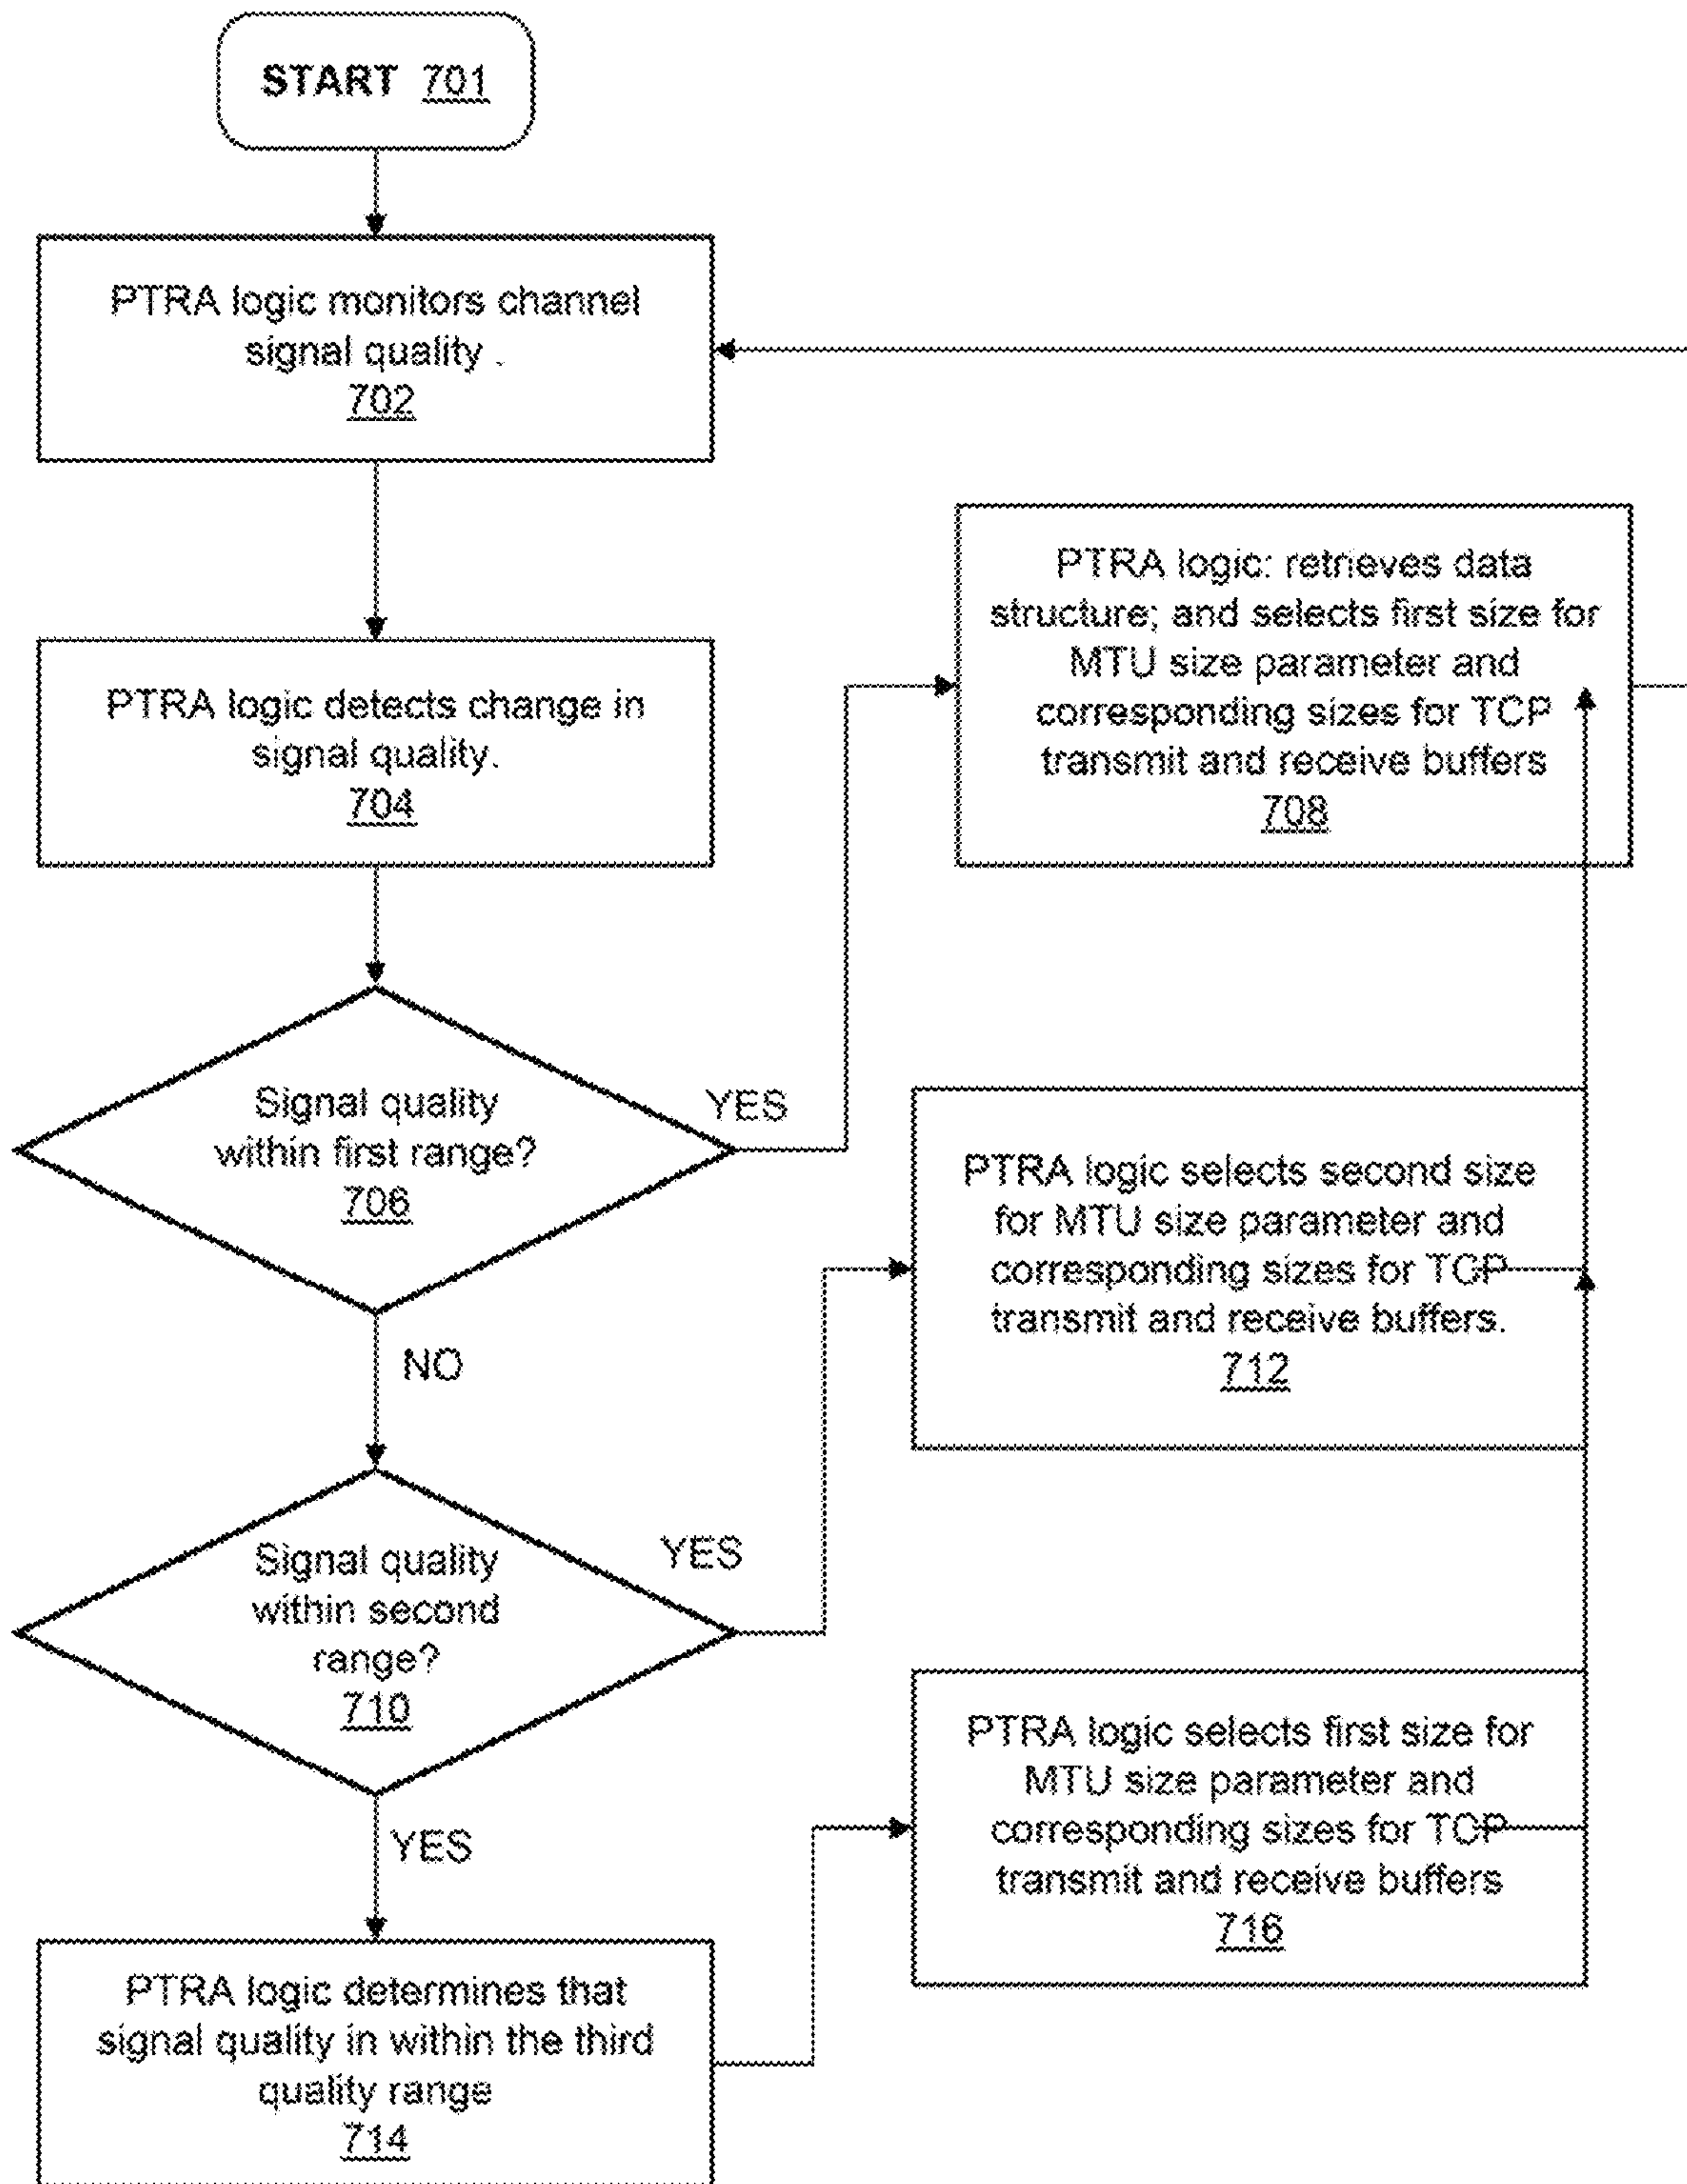 START 701
PTRA logic monitors channel
signal quality .
702
PTRA logic detects change in
signal quality.
704
Signal quality
within first range?
706
YES
NO
PTRA logic: retrieves data
structure; and selects first size for
MTU size parameter and
corresponding sizes for TCP
transmit and receive buffers
708
Signal quality
within second
range?
710
YES
YES
PTRA logic selects second size
for MTU size parameter and
corresponding sizes for TCP
transmit and receive buffers.
712
PTRA logic determines that
signal quality in within the third
quality range
714
PTRA logic selects first size for
MTU size parameter and
corresponding sizes for TCP
transmit and receive buffers
716